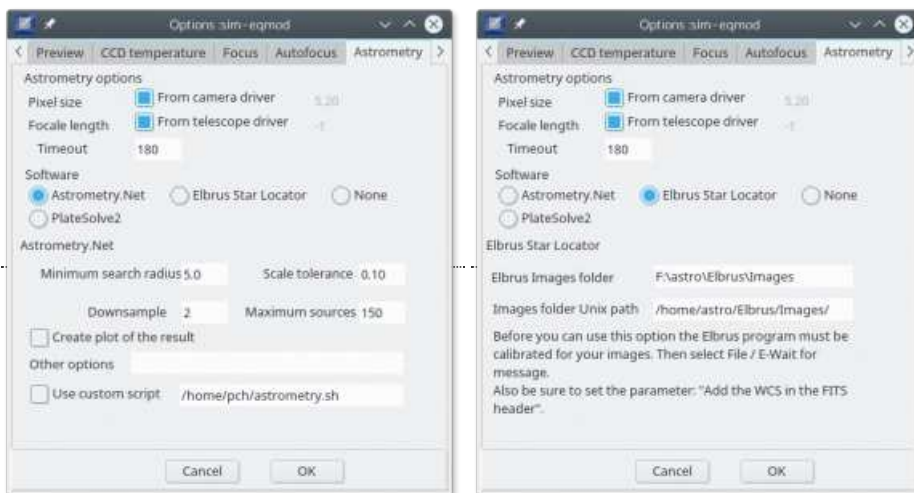 Options :sim-eqmod
Preview CCD temperature Focus Autofocus Astrometry
Astrometry options
Pixel size From camera driver 5.20
Focale length From telescope driver -1
Timeout 180
Software
Astrometry.Net Elbrus Star Locator None
PlateSolve2
Astrometry.Net
Minimum search radius 5.0 Scale tolerance 0.10
Downsample 2 Maximum sources 150
Create plot of the result
Other options
Use custom script /home/pch/astrometry.sh
Cancel OK
Options :sim-eqmod
Preview CCD temperature Focus Autofocus Astrometry
Astrometry options
Pixel size From camera driver 5.20
Focale length From telescope driver -1
Timeout 180
Software
Astrometry.Net Elbrus Star Locator None
PlateSolve2
Elbrus Star Locator
Elbrus Images folder F:\astro\Elbrus\Images
Images folder Unix path /home/astro/Elbrus/Images/
Before you can use this option the Elbrus program must be
calibrated for your images. Then select File / E-Wait for
message.
Also be sure to set the parameter: "Add the WCS in the FITS
header".
Cancel OK